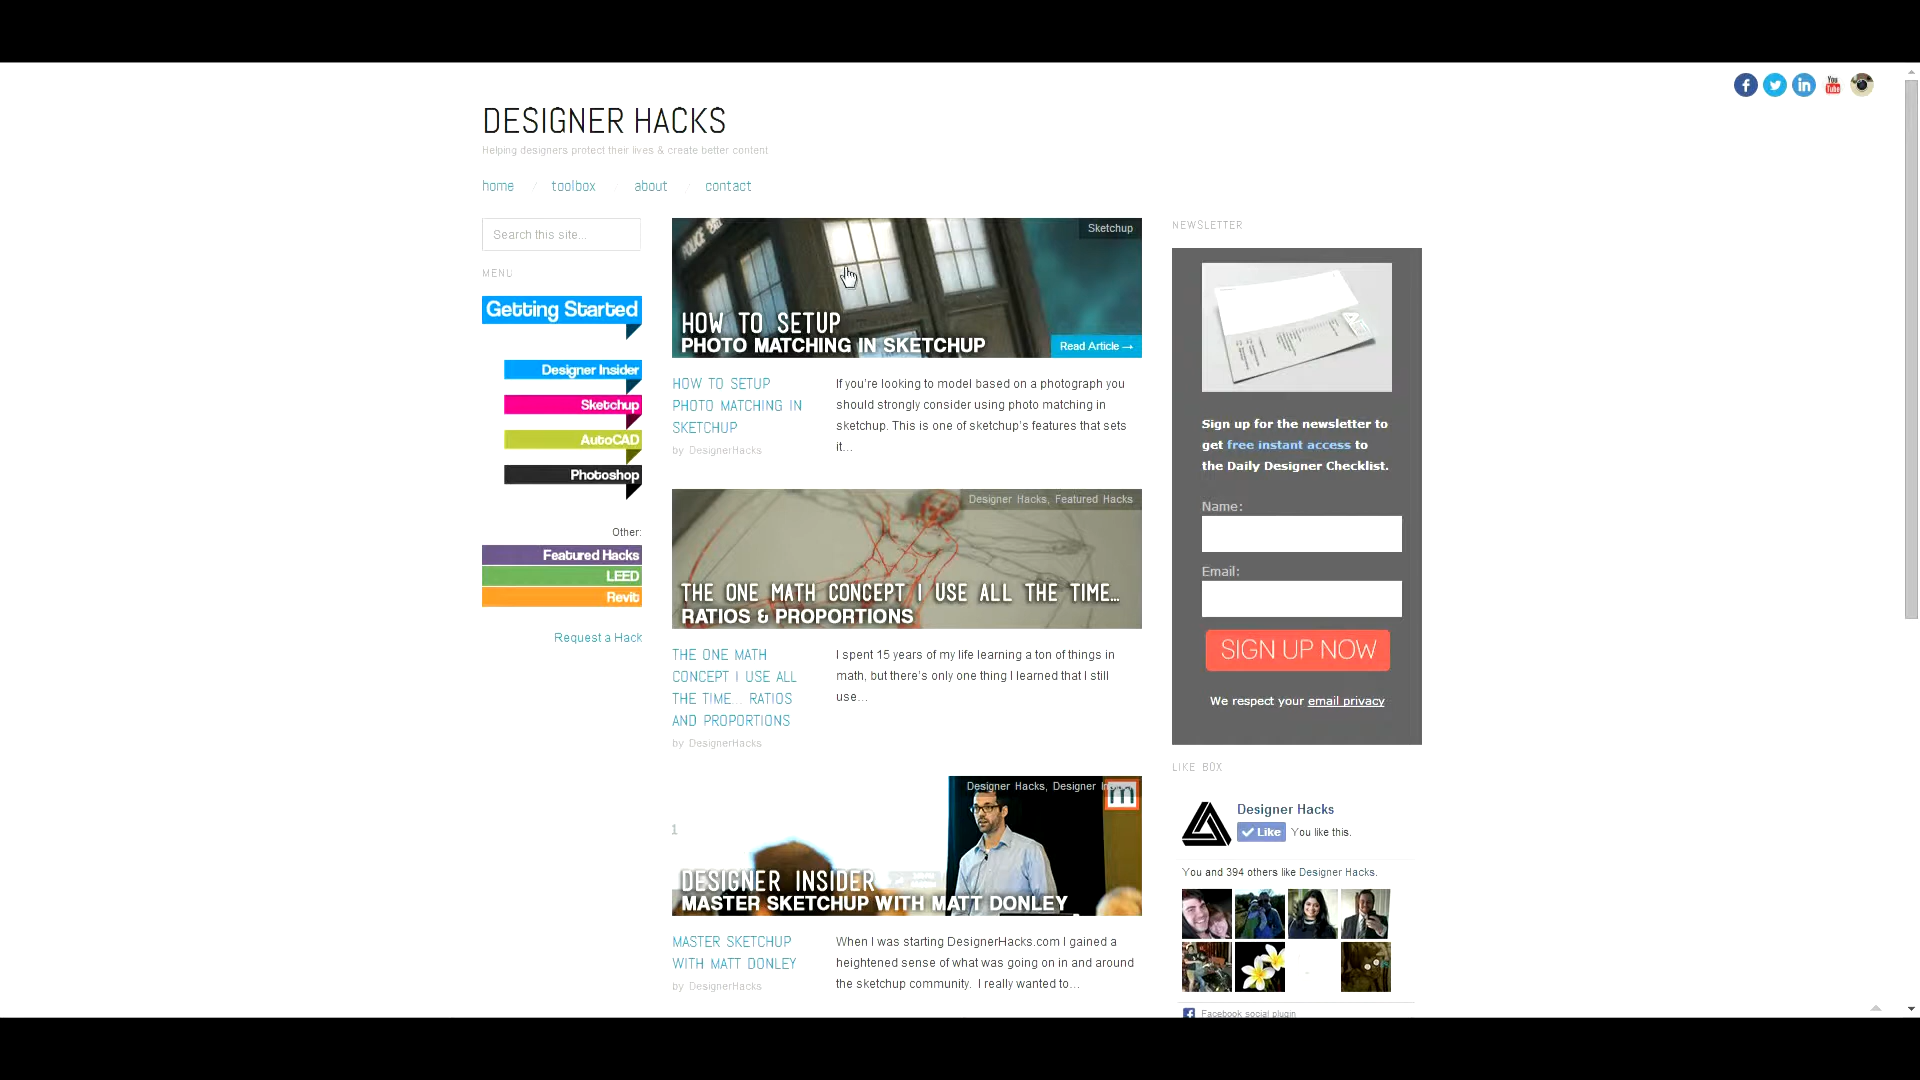 DESIGNER HACKS
Helping designers protect their lives & create better content
home / toolbox / about / contact
Search this site...
MENU
Getting Started
Designer Insider
Sketchup
AutoCAD
Photoshop
Other:
Featured Hacks
LEED
Revit
Request a Hack
Sketchup
POLICE
HOW TO SETUP
PHOTO MATCHING IN SKETCHUP
Read Article →
HOW TO SETUP
PHOTO MATCHING IN
SKETCHUP
by DesignerHacks
If you're looking to model based on a photograph you
should strongly consider using photo matching in
sketchup. This is one of sketchup's features that sets
it...
Designer Hacks, Featured Hacks
THE ONE MATH CONCEPT I USE ALL THE TIME...
RATIOS & PROPORTIONS
THE ONE MATH
CONCEPT I USE ALL
THE TIME... RATIOS
AND PROPORTIONS
by DesignerHacks
I spent 15 years of my life learning a ton of things in
math, but there's only one thing I learned that I still
use...
Designer Hacks, Designer
m
1
DESIGNER INSIDER
MASTER SKETCHUP WITH MATT DONLEY
MASTER SKETCHUP
WITH MATT DONLEY
by DesignerHacks
When I was starting DesignerHacks.com I gained a
heightened sense of what was going on in and around
the sketchup community. I really wanted to...
You
Tube
NEWSLETTER
Sign up for the newsletter to
get free instant access to
the Daily Designer Checklist.
Name:
Email:
SIGN UP NOW
We respect your email privacy
LIKE BOX
Designer Hacks
Like You like this.
You and 394 others like Designer Hacks.
Facebook social plugin